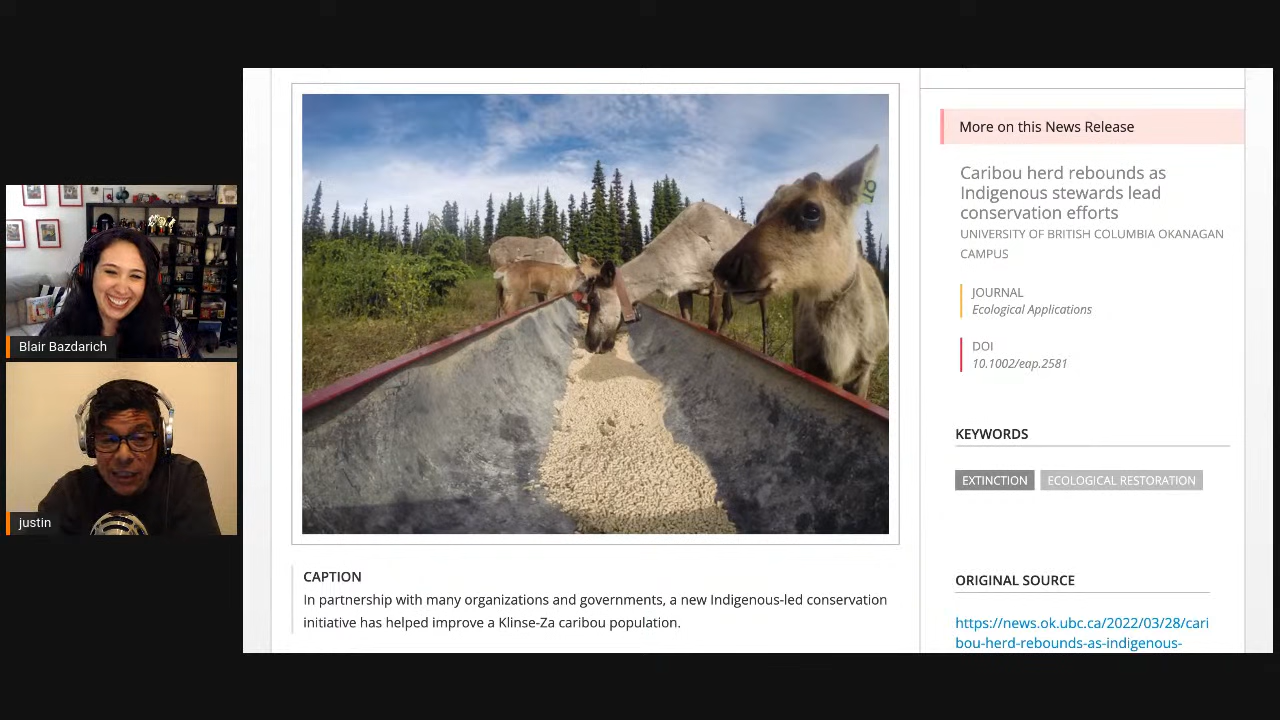 Blair Bazdarich
justin
CAPTION
In partnership with many organizations and governments, a new Indigenous-led conservation
initiative has helped improve a Klinse-Za caribou population.
More on this News Release
Caribou herd rebounds as
Indigenous stewards lead
conservation efforts
UNIVERSITY OF BRITISH COLUMBIA OKANAGAN
CAMPUS
JOURNAL
Ecological Applications
DOI
10.1002/eap.2581
KEYWORDS
EXTINCTION
ECOLOGICAL RESTORATION
ORIGINAL SOURCE
https://news.ok.ubc.ca/2022/03/28/cari
bou-herd-rebounds-as-indigenous-